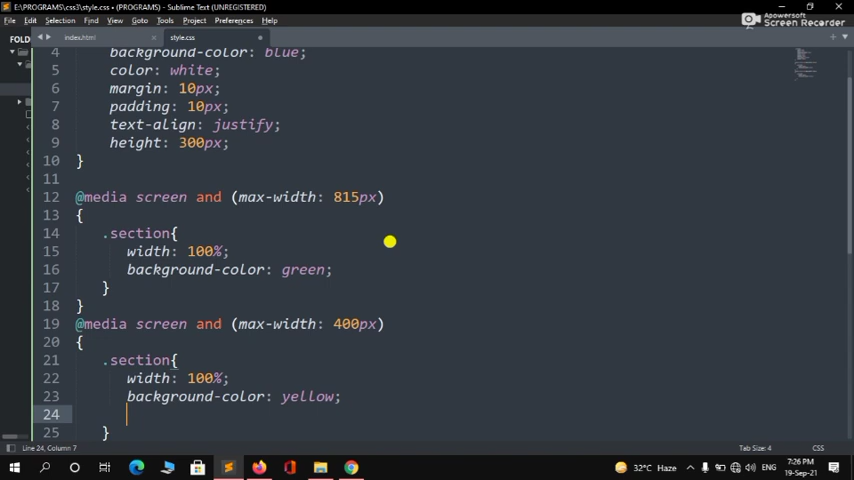 E:\PROGRAMS\css3\style.css • (PROGRAMS) - Sublime Text (UNREGISTERED)
File Edit Selection Find View Goto Tools Project Preferences Help
Apowersoft
Screen Recorder
FOLD
index.html
style.css
4 background-color: blue;
5 color: white;
6 margin: 10px;
7 padding: 10px;
8 text-align: justify;
9 height: 300px;
10 }
11
12 @media screen and (max-width: 815px)
13 {
14 .section{
15 width: 100%;
16 background-color: green;
17 }
18 }
19 @media screen and (max-width: 400px)
20 {
21 .section{
22 width: 100%;
23 background-color: yellow;
24
25 }
Line 24, Column 7
Tab Size: 4
CSS
32°C Haze
ENG
7:26 PM
19-Sep-21